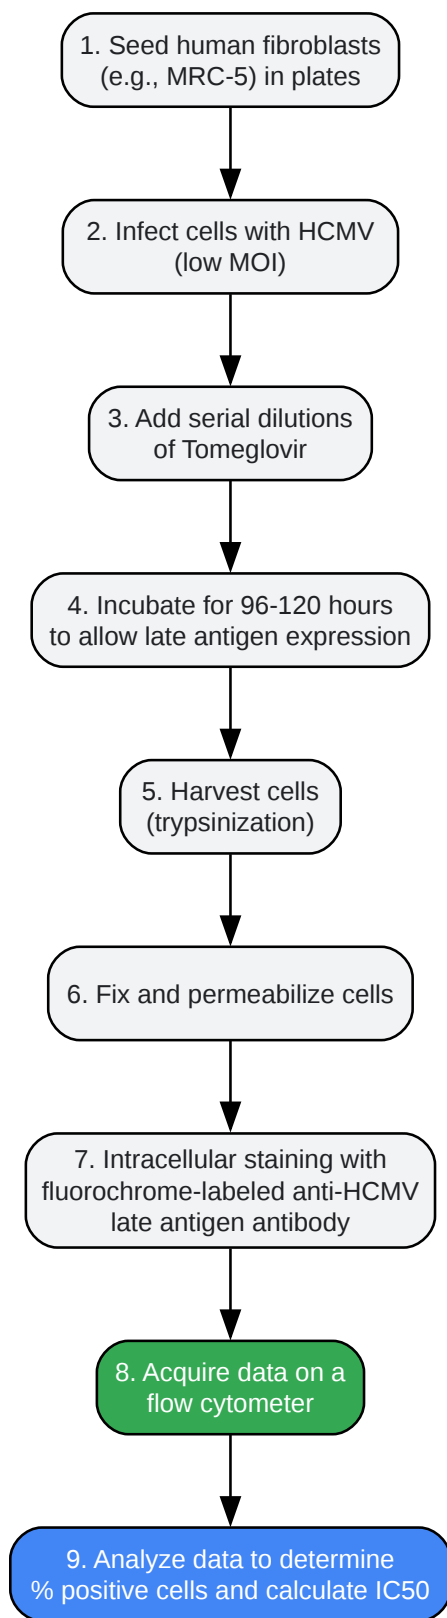 1. Seed human fibroblasts
(e.g., MRC-5) in plates
2. Infect cells with HCMV
(low MOI)
3. Add serial dilutions
of Tomeglovir
4. Incubate for 96-120 hours
to allow late antigen expression
5. Harvest cells
(trypsinization)
6. Fix and permeabilize cells
7. Intracellular staining with
fluorochrome-labeled anti-HCMV
late antigen antibody
8. Acquire data on a
flow cytometer
9. Analyze data to determine
% positive cells and calculate IC50